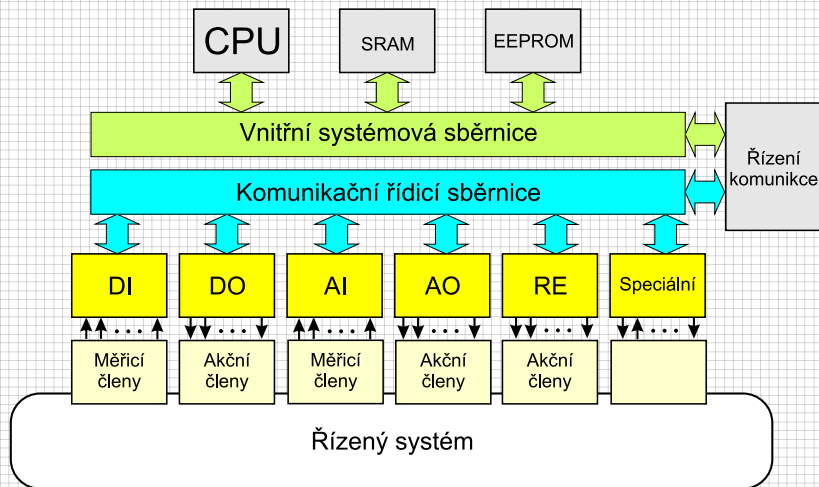 CPU
SRAM
EEPROM
Vnitřní systémová sběrnice
Řízení
komunikce
Komunikační řídicí sběrnice
DI
DO
AI
AO
RE
Speciální
Měřicí
členy
Akční
členy
Měřicí
členy
Akční
členy
Akční
členy
Řízený systém